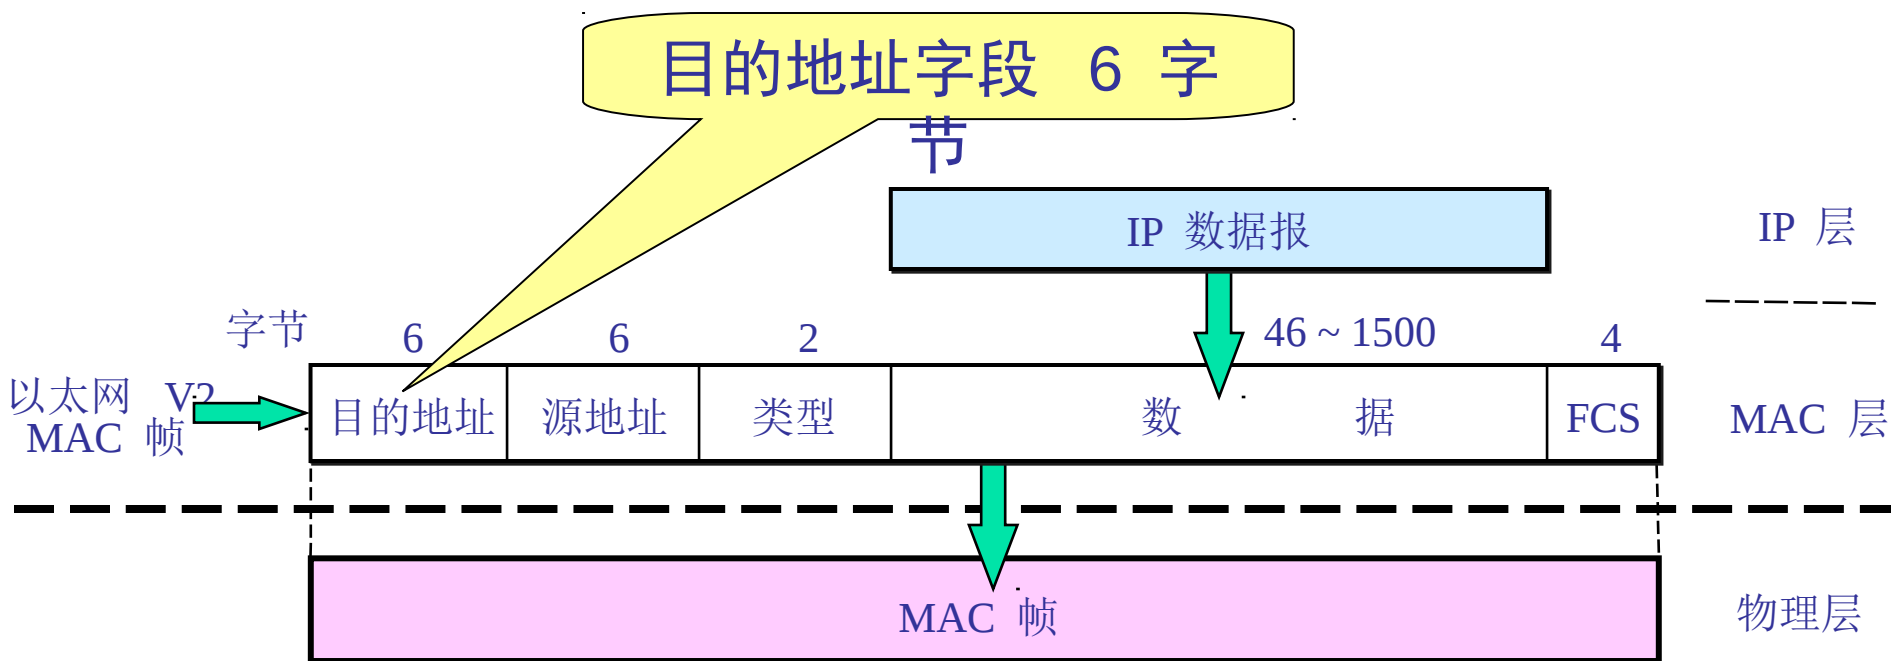 目的地址字段 6 字
节
IP 数据报
IP 层
字节
6
6
2
46 ~ 1500
4
以太网 V2
MAC 帧
目的地址
源地址
类型
数 据
FCS
MAC 层
MAC 帧
物理层